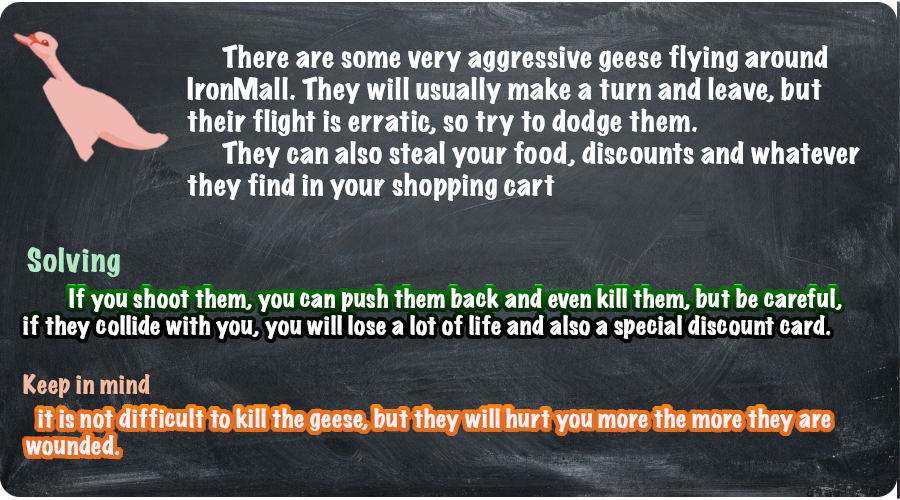 There are some very aggressive geese flying around
IronMall. They will usually make a turn and leave, but
their flight is erratic, so try to dodge them.
They can also steal your food, discounts and whatever
they find in your shopping cart
Solving
If you shoot them, you can push them back and even kill them, but be careful,
if they collide with you, you will lose a lot of life and also a special discount card.
Keep in mind
it is not difficult to kill the geese, but they will hurt you more the more they are
wounded.